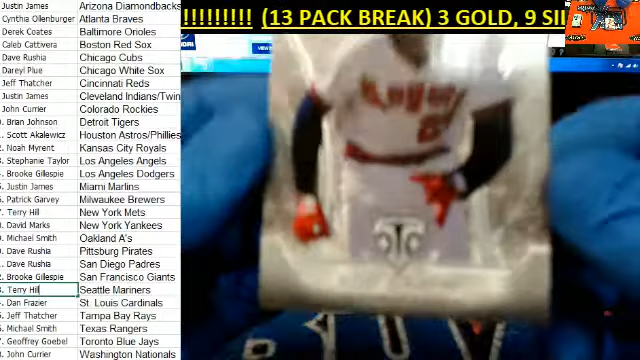 !!!!!!!!! (13 PACK BREAK) 3 GOLD, 9 SI
Justin James Arizona Diamondbacks
Cynthia Ollenburger Atlanta Braves
Derek Coates Baltimore Orioles
Caleb Cattivera Boston Red Sox
Dave Rushia Chicago Cubs
Dareyl Plue Chicago White Sox
Jeff Thatcher Cincinnati Reds
Justin James Cleveland Indians/Twin
John Currier Colorado Rockies
Brian Johnson Detroit Tigers
Scott Akalewicz Houston Astros/Phillies
Noah Myrent Kansas City Royals
Stephanie Taylor Los Angeles Angels
Brooke Gillespie Los Angeles Dodgers
Justin James Miami Marlins
Patrick Garvey Milwaukee Brewers
Terry Hill New York Mets
David Marks New York Yankees
Michael Smith Oakland A's
Dave Rushia Pittsburgh Pirates
Dave Rushia San Diego Padres
Brooke Gillespie San Francisco Giants
Terry Hill Seattle Mariners
Dan Frazier St. Louis Cardinals
Jeff Thatcher Tampa Bay Rays
Michael Smith Texas Rangers
Geoffrey Goebel Toronto Blue Jays
John Currier Washington Nationals